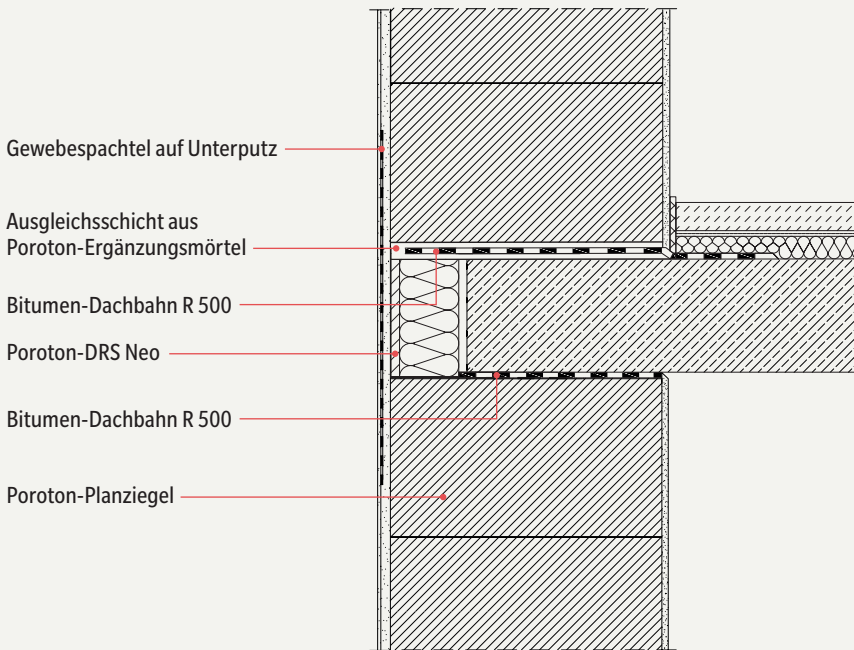 Gewebespachtel auf Unterputz
Ausgleichsschicht aus
Poroton-Ergänzungsmörtel
Bitumen-Dachbahn R 500
Poroton-DRS Neo
Bitumen-Dachbahn R 500
Poroton-Planziegel